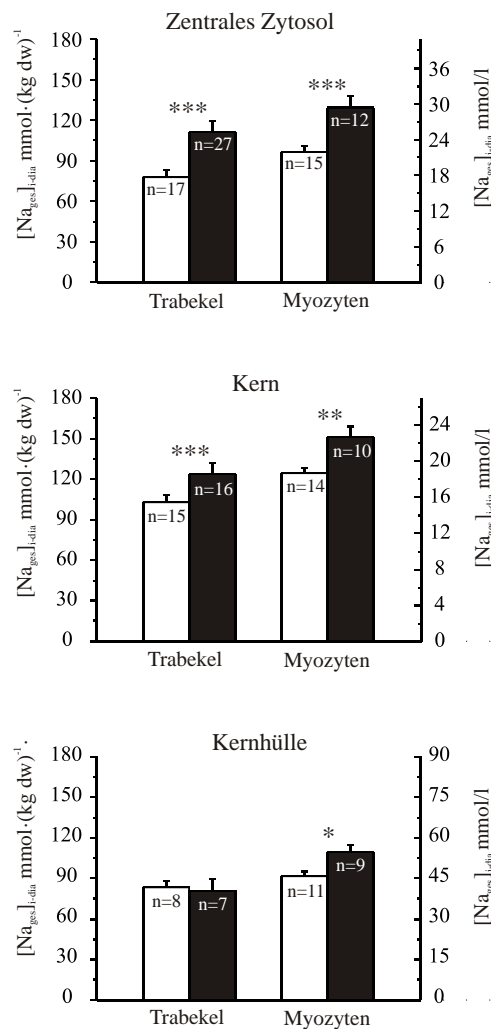 Zentrales Zytosol
[Na_ges]_i-dia mmol·(kg dw)⁻¹
180
150
120
90
60
30
0
***
***
n=17
n=27
n=15
n=12
36
30
24
18
12
6
0
[Na_ges]_i-dia mmol/l
Trabekel
Myozyten
Kern
[Na_ges]_i-dia mmol·(kg dw)⁻¹
180
150
120
90
60
30
0
***
**
n=15
n=16
n=14
n=10
24
20
16
12
8
4
0
[Na_ges]_i-dia mmol/l
Trabekel
Myozyten
Kernhülle
[Na_ges]_i-dia mmol·(kg dw)⁻¹·
180
150
120
90
60
30
0
*
n=8
n=7
n=11
n=9
90
75
60
45
30
15
0
[Na_ges]_i-dia mmol/l
Trabekel
Myozyten